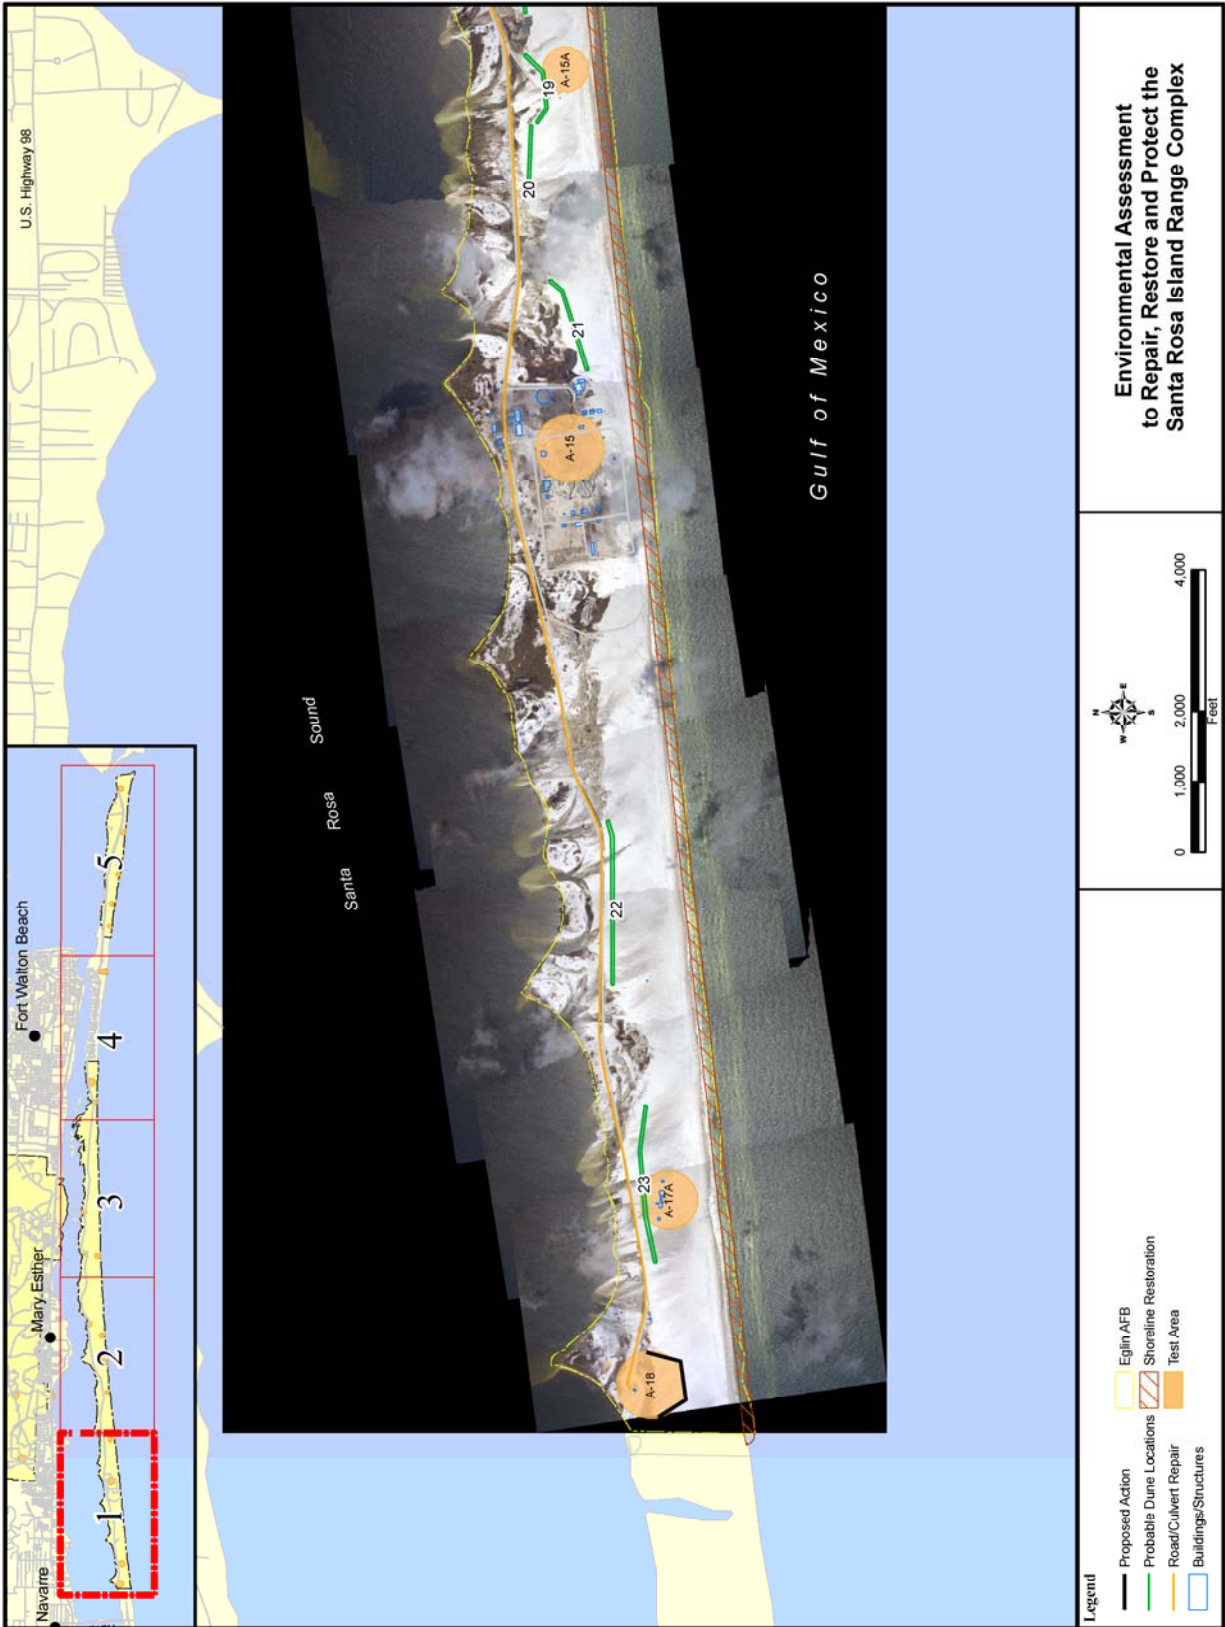 Navarre
Mary Esther
Fort Walton Beach
1
2
3
4
5
U.S. Highway 98
Santa Rosa Sound
A-18
23
A-17A
22
A-15
21
20
19
A-15A
Gulf of Mexico
Legend
Proposed Action
Probable Dune Locations
Road/Culvert Repair
Buildings/Structures
Eglin AFB
Shoreline Restoration
Test Area
N
W
E
S
0 1,000 2,000 4,000
Feet
Environmental Assessment
to Repair, Restore and Protect the
Santa Rosa Island Range Complex